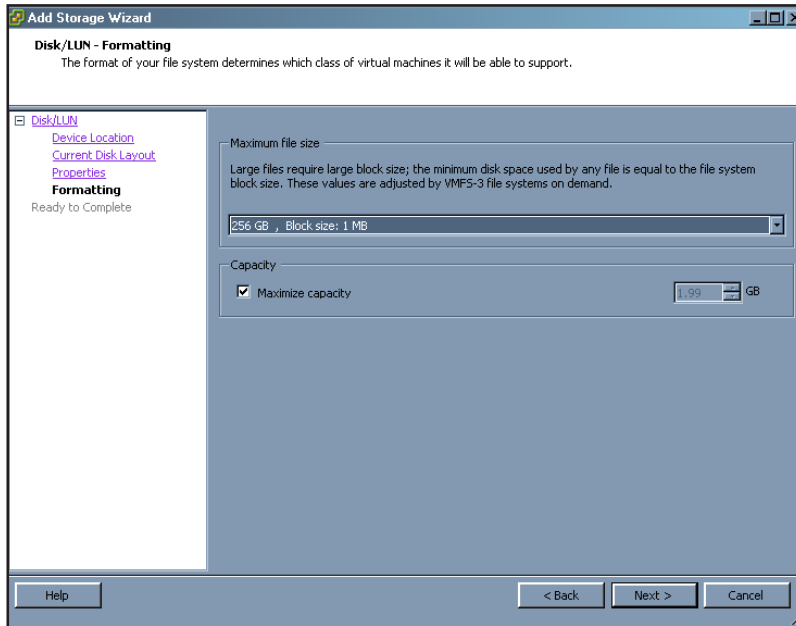 Add Storage Wizard
Disk/LUN - Formatting
The format of your file system determines which class of virtual machines it will be able to support.
Disk/LUN
Device Location
Current Disk Layout
Properties
Formatting
Ready to Complete
Maximum file size
Large files require large block size; the minimum disk space used by any file is equal to the file system
block size. These values are adjusted by VMFS-3 file systems on demand.
256 GB , Block size: 1 MB
Capacity
Maximize capacity
1.99 GB
Help
< Back
Next >
Cancel